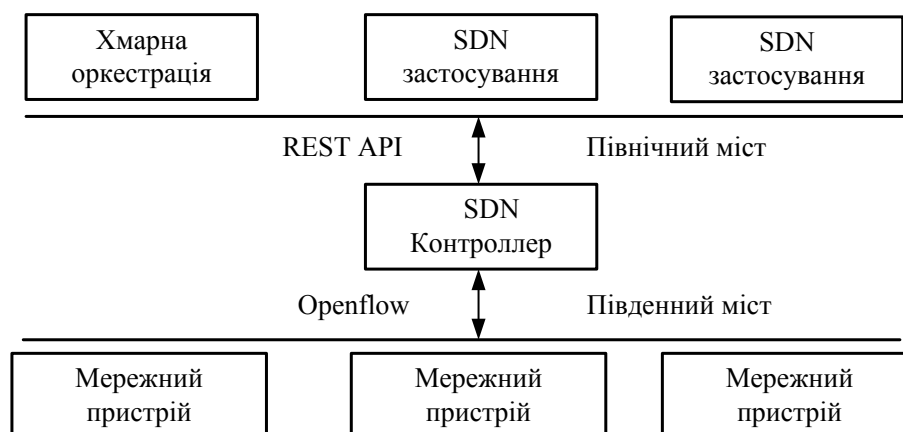 Хмарна
оркестрація
SDN
застосування
SDN
застосування
REST API
Північний міст
SDN
Контроллер
Openflow
Південний міст
Мережний
пристрій
Мережний
пристрій
Мережний
пристрій